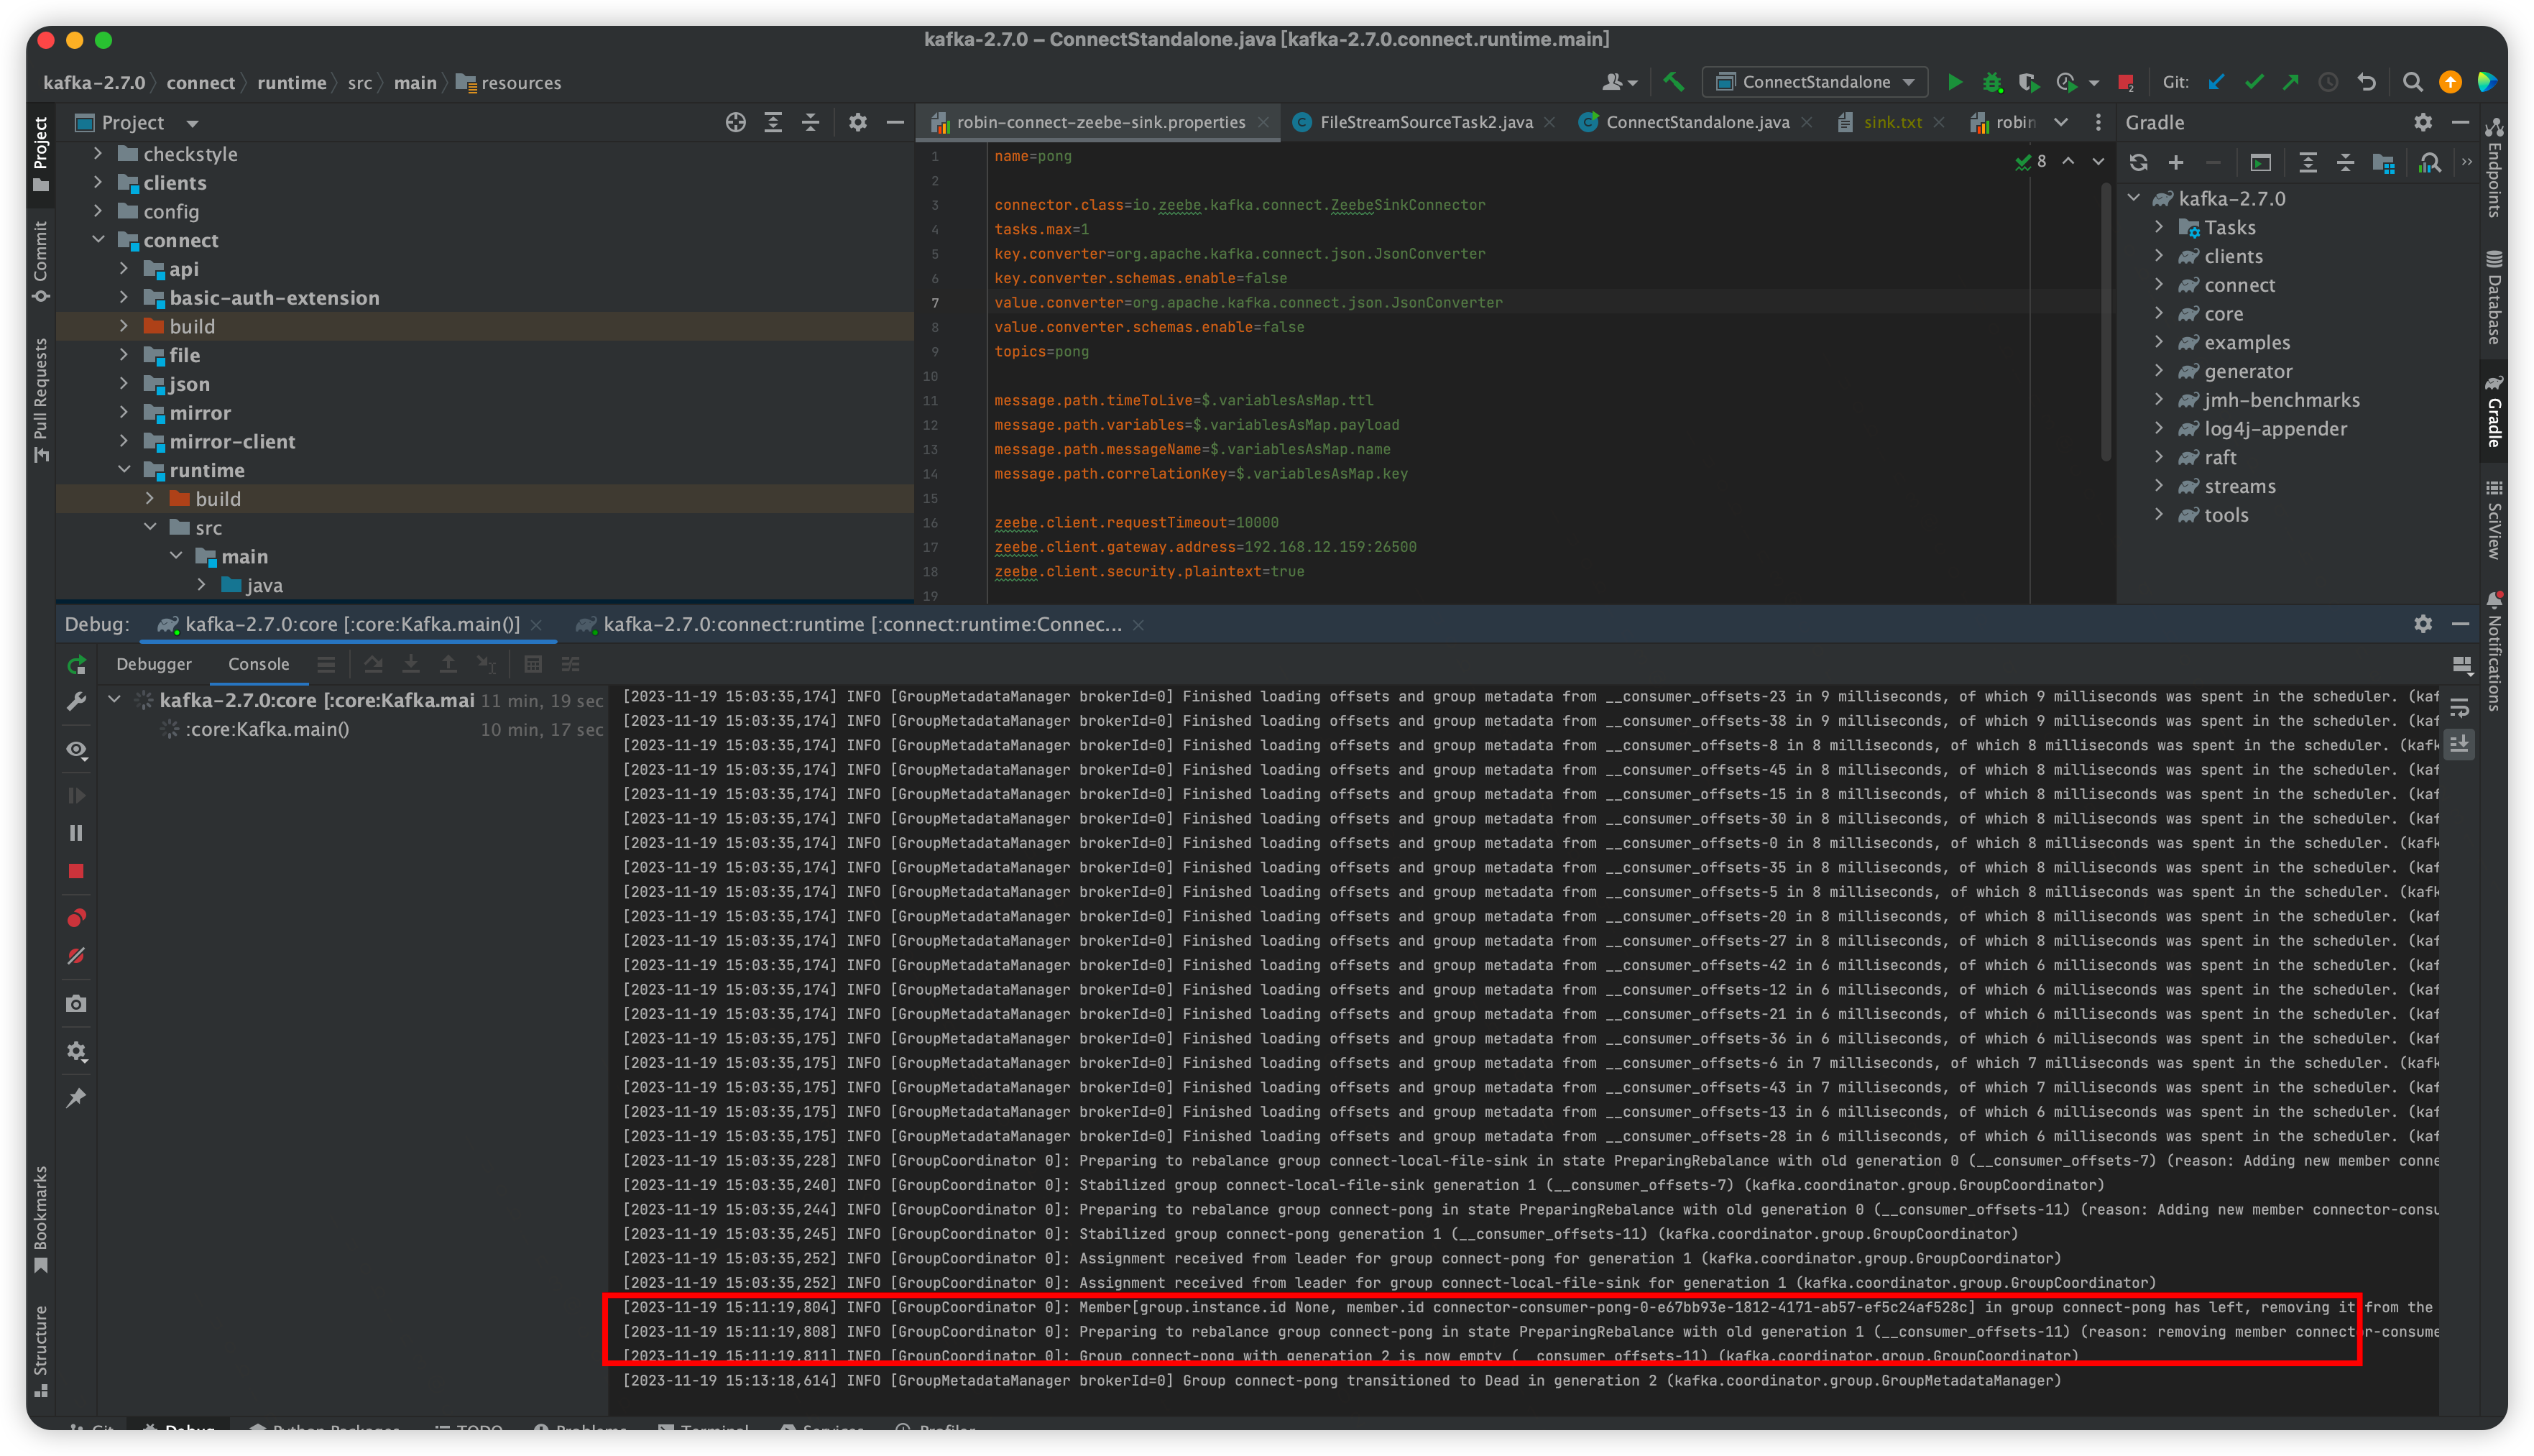 kafka-2.7.0 – ConnectStandalone.java [kafka-2.7.0.connect.runtime.main]
kafka-2.7.0 connect runtime src main resources
ConnectStandalone
Git:
Project
robin-connect-zeebe-sink.properties
FileStreamSourceTask2.java
ConnectStandalone.java
sink.txt
robin
Gradle
Project
Commit
Pull Requests
checkstyle
clients
config
connect
api
basic-auth-extension
build
file
json
mirror
mirror-client
runtime
build
src
main
java
8
1 name=pong
2
3 connector.class=io.zeebe.kafka.connect.ZeebeSinkConnector
4 tasks.max=1
5 key.converter=org.apache.kafka.connect.json.JsonConverter
6 key.converter.schemas.enable=false
7 value.converter=org.apache.kafka.connect.json.JsonConverter
8 value.converter.schemas.enable=false
9 topics=pong
10
11 message.path.timeToLive=$.variablesAsMap.ttl
12 message.path.variables=$.variablesAsMap.payload
13 message.path.messageName=$.variablesAsMap.name
14 message.path.correlationKey=$.variablesAsMap.key
15
16 zeebe.client.requestTimeout=10000
17 zeebe.client.gateway.address=192.168.12.159:26500
18 zeebe.client.security.plaintext=true
19
kafka-2.7.0
Tasks
clients
connect
core
examples
generator
jmh-benchmarks
log4j-appender
raft
streams
tools
Endpoints
Database
Gradle
SciView
Notifications
Debug: kafka-2.7.0:core [:core:Kafka.main()] kafka-2.7.0:connect:runtime [:connect:runtime:Connec...
Debugger Console
kafka-2.7.0:core [:core:Kafka.mai 11 min, 19 sec
:core:Kafka.main() 10 min, 17 sec
[2023-11-19 15:03:35,174] INFO [GroupMetadataManager brokerId=0] Finished loading offsets and group metadata from __consumer_offsets-23 in 9 milliseconds, of which 9 milliseconds was spent in the scheduler. (kaf
[2023-11-19 15:03:35,174] INFO [GroupMetadataManager brokerId=0] Finished loading offsets and group metadata from __consumer_offsets-38 in 9 milliseconds, of which 9 milliseconds was spent in the scheduler. (kaf
[2023-11-19 15:03:35,174] INFO [GroupMetadataManager brokerId=0] Finished loading offsets and group metadata from __consumer_offsets-8 in 8 milliseconds, of which 8 milliseconds was spent in the scheduler. (kafk
[2023-11-19 15:03:35,174] INFO [GroupMetadataManager brokerId=0] Finished loading offsets and group metadata from __consumer_offsets-45 in 8 milliseconds, of which 8 milliseconds was spent in the scheduler. (kaf
[2023-11-19 15:03:35,174] INFO [GroupMetadataManager brokerId=0] Finished loading offsets and group metadata from __consumer_offsets-15 in 8 milliseconds, of which 8 milliseconds was spent in the scheduler. (kaf
[2023-11-19 15:03:35,174] INFO [GroupMetadataManager brokerId=0] Finished loading offsets and group metadata from __consumer_offsets-30 in 8 milliseconds, of which 8 milliseconds was spent in the scheduler. (kaf
[2023-11-19 15:03:35,174] INFO [GroupMetadataManager brokerId=0] Finished loading offsets and group metadata from __consumer_offsets-0 in 8 milliseconds, of which 8 milliseconds was spent in the scheduler. (kafk
[2023-11-19 15:03:35,174] INFO [GroupMetadataManager brokerId=0] Finished loading offsets and group metadata from __consumer_offsets-35 in 8 milliseconds, of which 8 milliseconds was spent in the scheduler. (kaf
[2023-11-19 15:03:35,174] INFO [GroupMetadataManager brokerId=0] Finished loading offsets and group metadata from __consumer_offsets-5 in 8 milliseconds, of which 8 milliseconds was spent in the scheduler. (kafk
[2023-11-19 15:03:35,174] INFO [GroupMetadataManager brokerId=0] Finished loading offsets and group metadata from __consumer_offsets-20 in 8 milliseconds, of which 8 milliseconds was spent in the scheduler. (kaf
[2023-11-19 15:03:35,174] INFO [GroupMetadataManager brokerId=0] Finished loading offsets and group metadata from __consumer_offsets-27 in 8 milliseconds, of which 8 milliseconds was spent in the scheduler. (kaf
[2023-11-19 15:03:35,174] INFO [GroupMetadataManager brokerId=0] Finished loading offsets and group metadata from __consumer_offsets-42 in 6 milliseconds, of which 6 milliseconds was spent in the scheduler. (kaf
[2023-11-19 15:03:35,174] INFO [GroupMetadataManager brokerId=0] Finished loading offsets and group metadata from __consumer_offsets-12 in 6 milliseconds, of which 6 milliseconds was spent in the scheduler. (kaf
[2023-11-19 15:03:35,174] INFO [GroupMetadataManager brokerId=0] Finished loading offsets and group metadata from __consumer_offsets-21 in 6 milliseconds, of which 6 milliseconds was spent in the scheduler. (kaf
[2023-11-19 15:03:35,175] INFO [GroupMetadataManager brokerId=0] Finished loading offsets and group metadata from __consumer_offsets-36 in 6 milliseconds, of which 6 milliseconds was spent in the scheduler. (kaf
[2023-11-19 15:03:35,175] INFO [GroupMetadataManager brokerId=0] Finished loading offsets and group metadata from __consumer_offsets-6 in 7 milliseconds, of which 7 milliseconds was spent in the scheduler. (kafk
[2023-11-19 15:03:35,175] INFO [GroupMetadataManager brokerId=0] Finished loading offsets and group metadata from __consumer_offsets-43 in 7 milliseconds, of which 7 milliseconds was spent in the scheduler. (kaf
[2023-11-19 15:03:35,175] INFO [GroupMetadataManager brokerId=0] Finished loading offsets and group metadata from __consumer_offsets-13 in 6 milliseconds, of which 6 milliseconds was spent in the scheduler. (kaf
[2023-11-19 15:03:35,175] INFO [GroupMetadataManager brokerId=0] Finished loading offsets and group metadata from __consumer_offsets-28 in 6 milliseconds, of which 6 milliseconds was spent in the scheduler. (kaf
[2023-11-19 15:03:35,228] INFO [GroupCoordinator 0]: Preparing to rebalance group connect-local-file-sink in state PreparingRebalance with old generation 0 (__consumer_offsets-7) (reason: Adding new member conne
[2023-11-19 15:03:35,240] INFO [GroupCoordinator 0]: Stabilized group connect-local-file-sink generation 1 (__consumer_offsets-7) (kafka.coordinator.group.GroupCoordinator)
[2023-11-19 15:03:35,244] INFO [GroupCoordinator 0]: Preparing to rebalance group connect-pong in state PreparingRebalance with old generation 0 (__consumer_offsets-11) (reason: Adding new member connector-consu
[2023-11-19 15:03:35,245] INFO [GroupCoordinator 0]: Stabilized group connect-pong generation 1 (__consumer_offsets-11) (kafka.coordinator.group.GroupCoordinator)
[2023-11-19 15:03:35,252] INFO [GroupCoordinator 0]: Assignment received from leader for group connect-pong for generation 1 (kafka.coordinator.group.GroupCoordinator)
[2023-11-19 15:03:35,252] INFO [GroupCoordinator 0]: Assignment received from leader for group connect-local-file-sink for generation 1 (kafka.coordinator.group.GroupCoordinator)
[2023-11-19 15:11:19,804] INFO [GroupCoordinator 0]: Member[group.instance.id None, member.id connector-consumer-pong-0-e67bb93e-1812-4171-ab57-ef5c24af528c] in group connect-pong has left, removing it from the
[2023-11-19 15:11:19,808] INFO [GroupCoordinator 0]: Preparing to rebalance group connect-pong in state PreparingRebalance with old generation 1 (__consumer_offsets-11) (reason: removing member connector-consume
[2023-11-19 15:11:19,811] INFO [GroupCoordinator 0]: Group connect-pong with generation 2 is now empty (__consumer_offsets-11) (kafka.coordinator.group.GroupCoordinator)
[2023-11-19 15:13:18,614] INFO [GroupMetadataManager brokerId=0] Group connect-pong transitioned to Dead in generation 2 (kafka.coordinator.group.GroupMetadataManager)
Bookmarks
Structure
Git Debug Python Packages TODO Problems Terminal Services Profiler